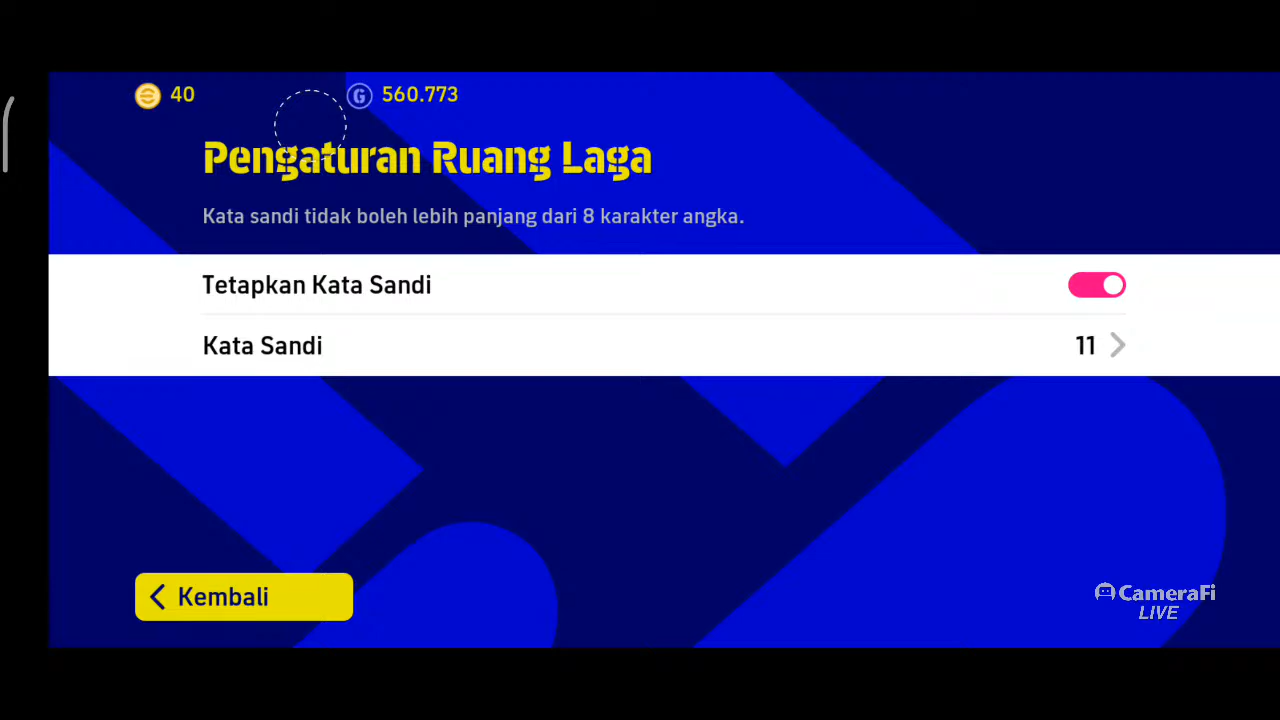 40
560.773
Pengaturan Ruang Laga
Kata sandi tidak boleh lebih panjang dari 8 karakter angka.
Tetapkan Kata Sandi
Kata Sandi
11
Kembali
CameraFi
LIVE